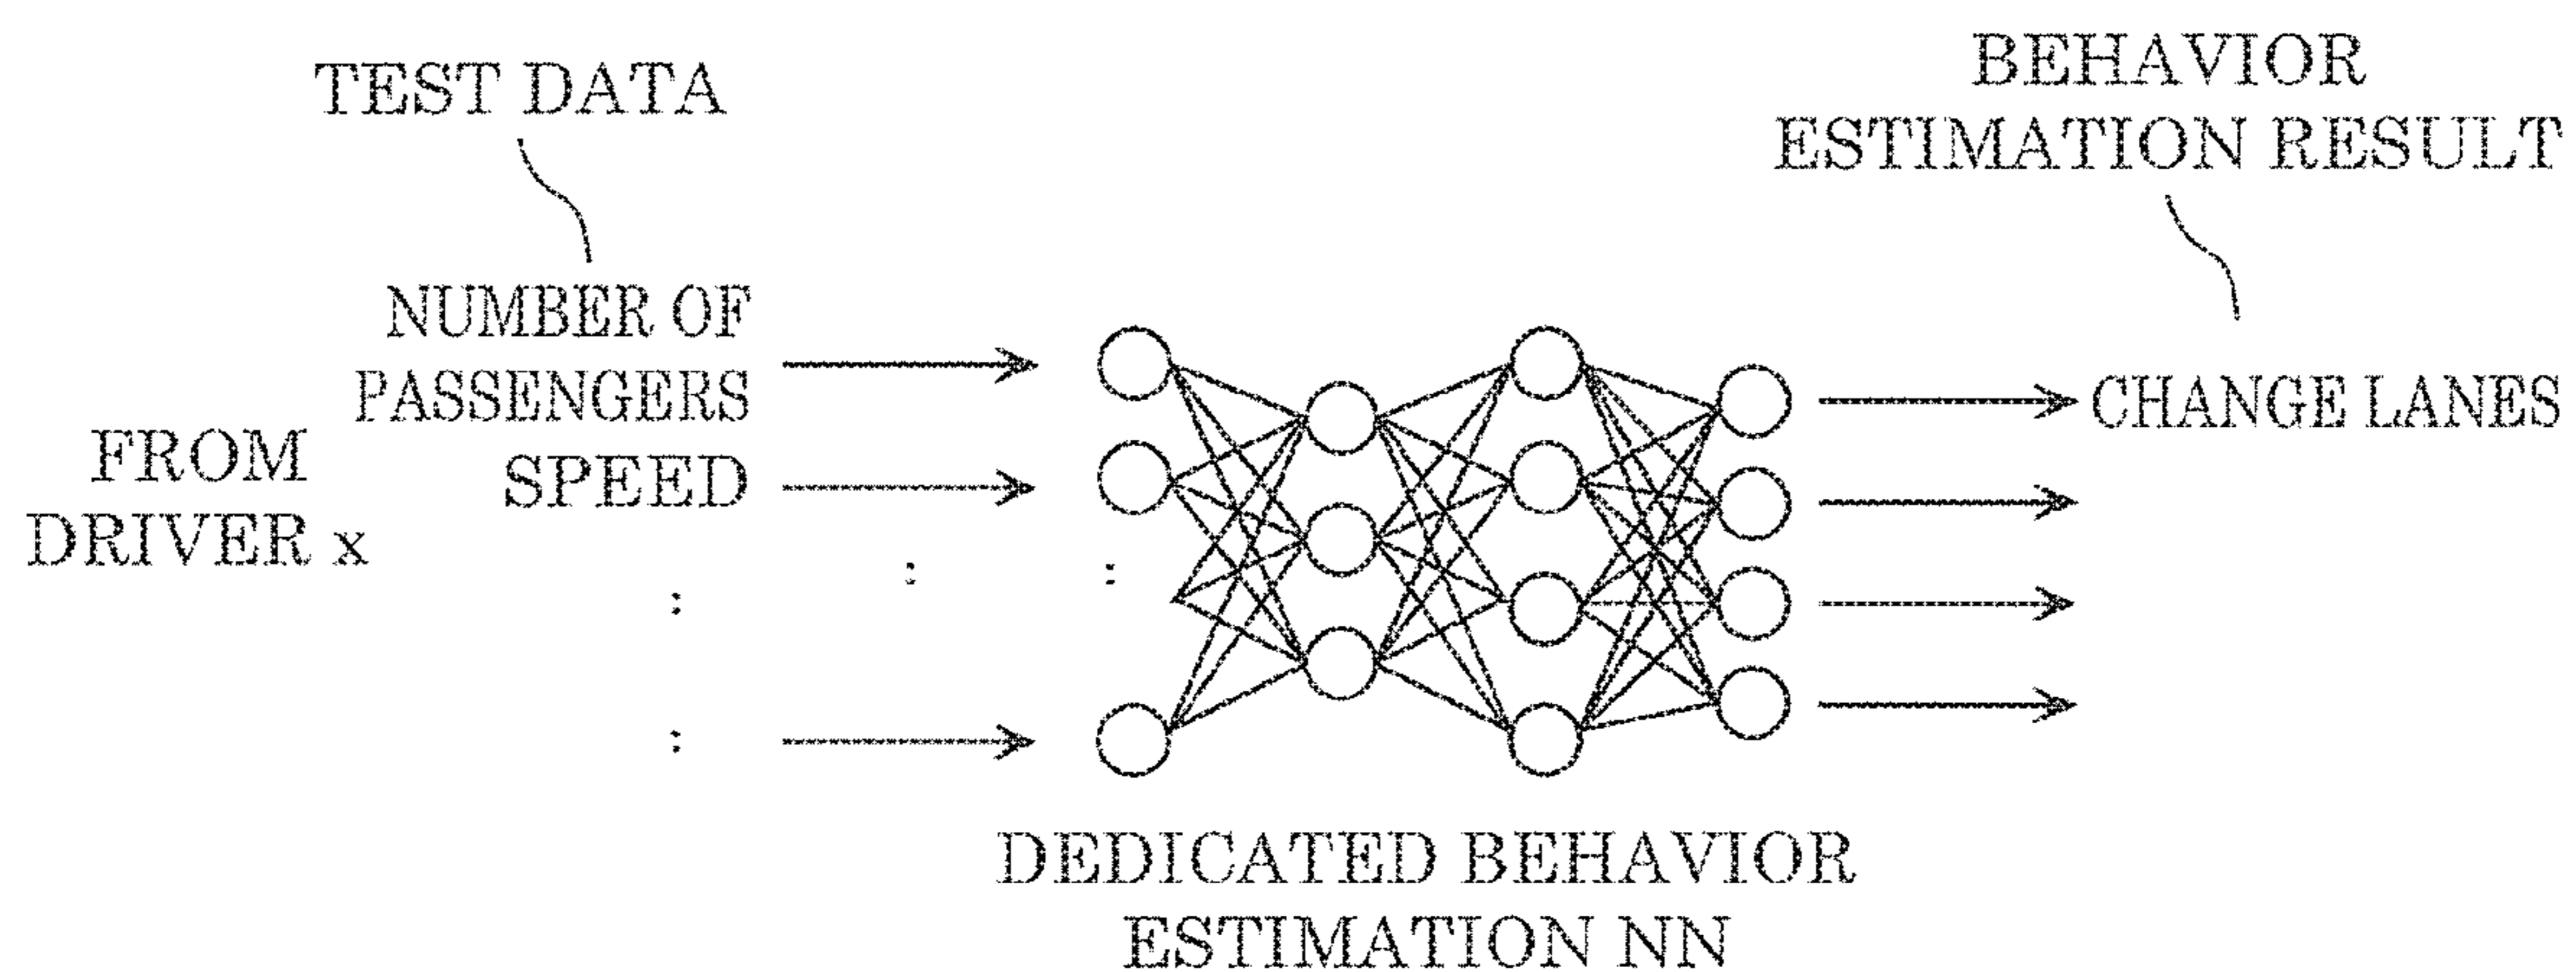 TEST DATA
BEHAVIOR
ESTIMATION RESULT
NUMBER OF
PASSENGERS
SPEED
FROM
DRIVER x
:
:
:
:
CHANGE LANES
DEDICATED BEHAVIOR
ESTIMATION NN